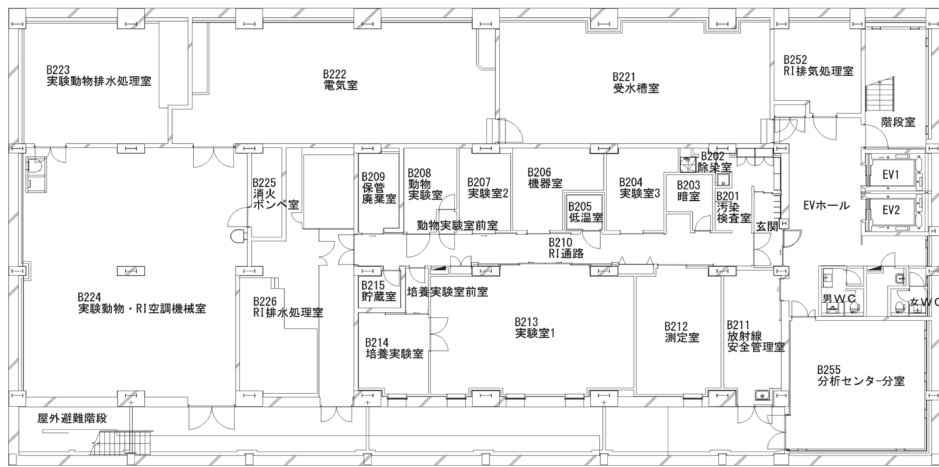 B223
実験動物排水処理室
B222
電気室
B221
受水槽室
B252
RI排気処理室
階段室
B225
消火
ボンベ室
B209
保管
廃棄室
B208
動物
実験室
B207
実験室2
B206
機器室
B205
低温室
B204
実験室3
B203
暗室
B202
除染室
B201
汚染
検査室
玄関
EVホール
EV1
EV2
動物実験室前室
B210
RI通路
B224
実験動物・RI空調機械室
B226
RI排水処理室
B215
貯蔵室
培養実験室前室
B214
培養実験室
B213
実験室1
B212
測定室
B211
放射線
安全管理室
男WC
女WC
B255
分析センター分室
屋外避難階段